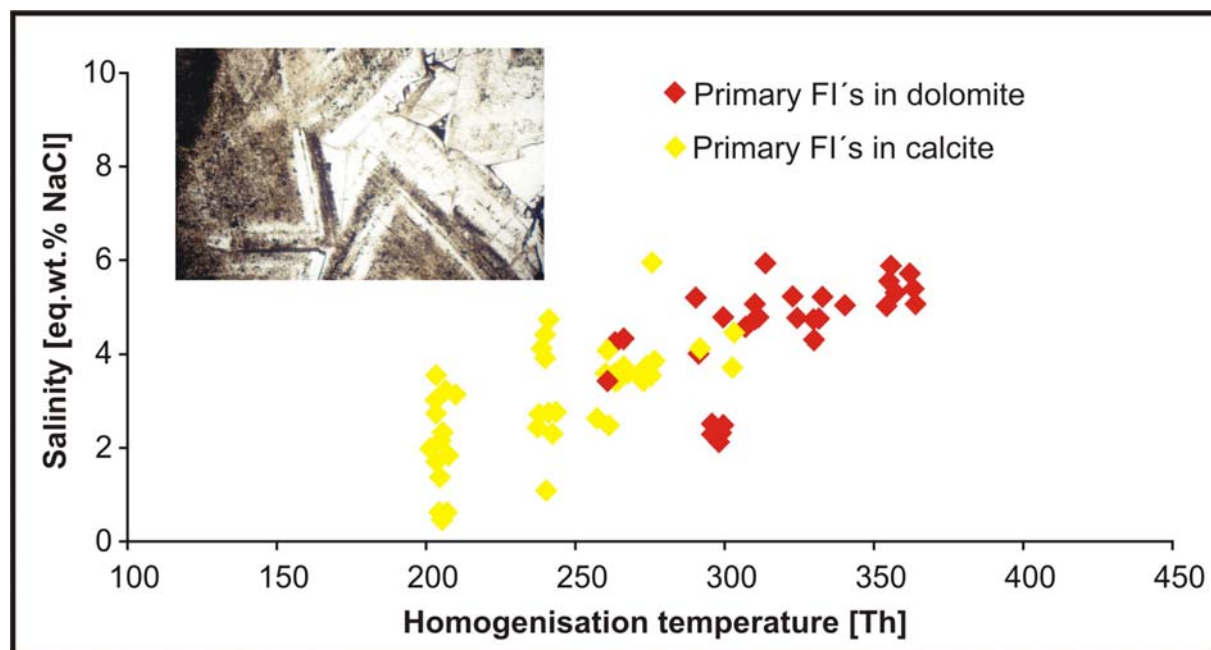 Primary FI´s in dolomite
Primary FI´s in calcite
Salinity [eq.wt.% NaCl]
10
8
6
4
2
0
100 150 200 250 300 350 400 450
Homogenisation temperature [Th]